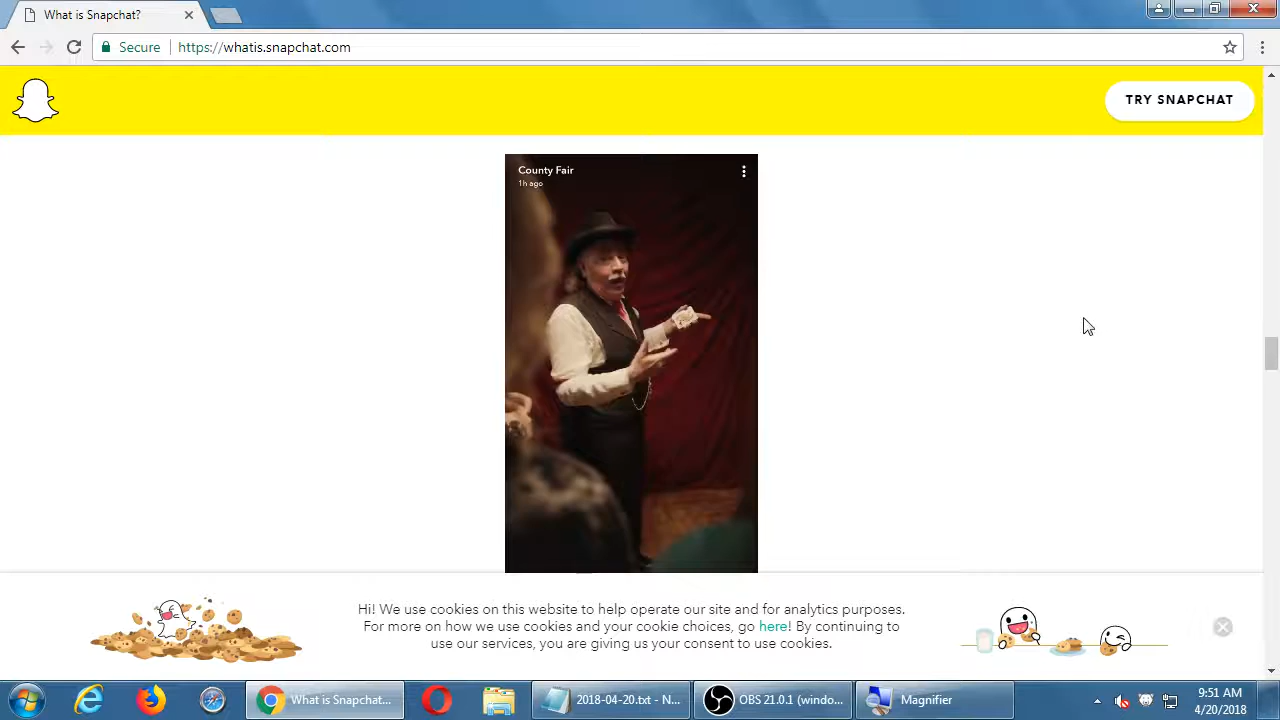 What is Snapchat?
Secure https://whatis.snapchat.com
TRY SNAPCHAT
County Fair
1h ago
Hi! We use cookies on this website to help operate our site and for analytics purposes.
For more on how we use cookies and your cookie choices, go here! By continuing to
use our services, you are giving us your consent to use cookies.
What is Snapchat... 2018-04-20.txt - N... OBS 21.0.1 (windo... Magnifier
9:51 AM
4/20/2018